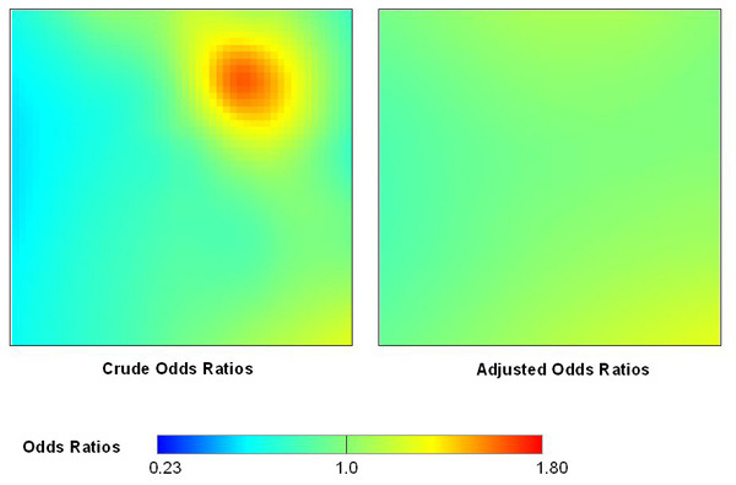 Crude Odds Ratios
Adjusted Odds Ratios
Odds Ratios
0.23
1.0
1.80